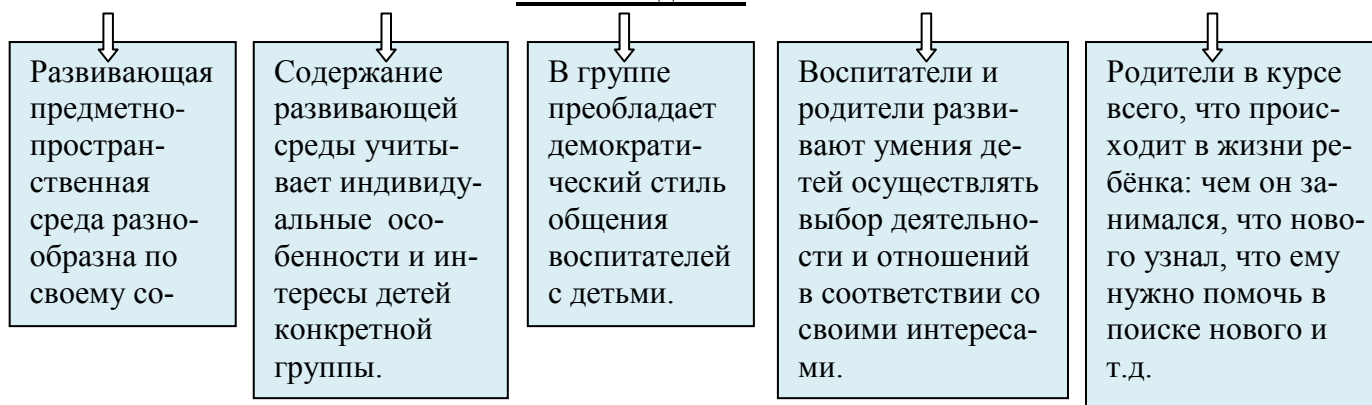 Развивающая
предметно-
простран-
ственная
среда разно-
образна по
своему со-
Содержание
развивающей
среды учиты-
вает индивиду-
альные особенности и ин-
тересы детей
конкретной
группы.
В группе
преобладает
демократи-
ческий стиль
общения
воспитателей
с детьми.
Воспитатели и
родители разви-
вают умения де-
тей осуществлять
выбор деятельно-
сти и отношений
в соответствии со
своими интереса-
ми.
Родители в курсе
всего, что проис-
ходит в жизни ре-
бёнка: чем он за-
нимался, что ново-
го узнал, что ему
нужно помочь в
поиске нового и
т.д.